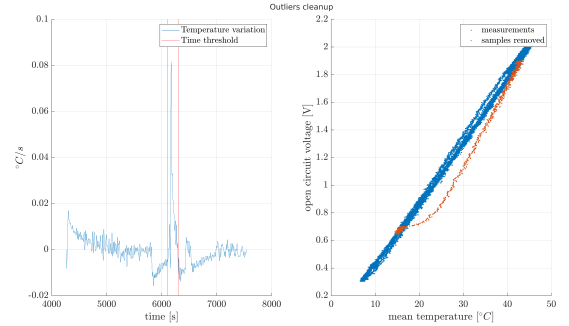 Outliers cleanup
0.1
0.08
0.06
0.04
0.02
0
-0.02
4000 5000 6000 7000 8000
time [s]
°C/s
Temperature variation
Time threshold
2.2
2
1.8
1.6
1.4
1.2
1
0.8
0.6
0.4
0.2
0 10 20 30 40 50
mean temperature [°C]
open circuit voltage [V]
measurements
samples removed